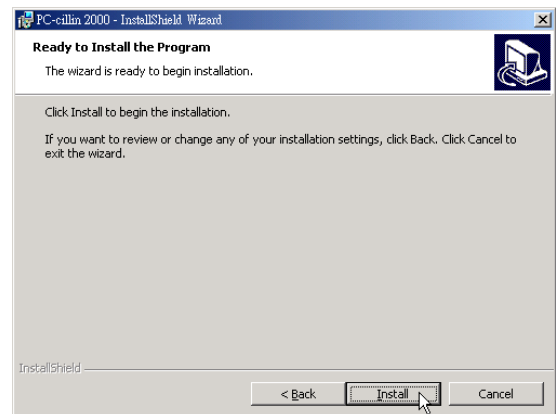 PC-cillin 2000 - InstallShield Wizard
Ready to Install the Program
The wizard is ready to begin installation.
Click Install to begin the installation.
If you want to review or change any of your installation settings, click Back. Click Cancel to
exit the wizard.
InstallShield
< Back Install Cancel